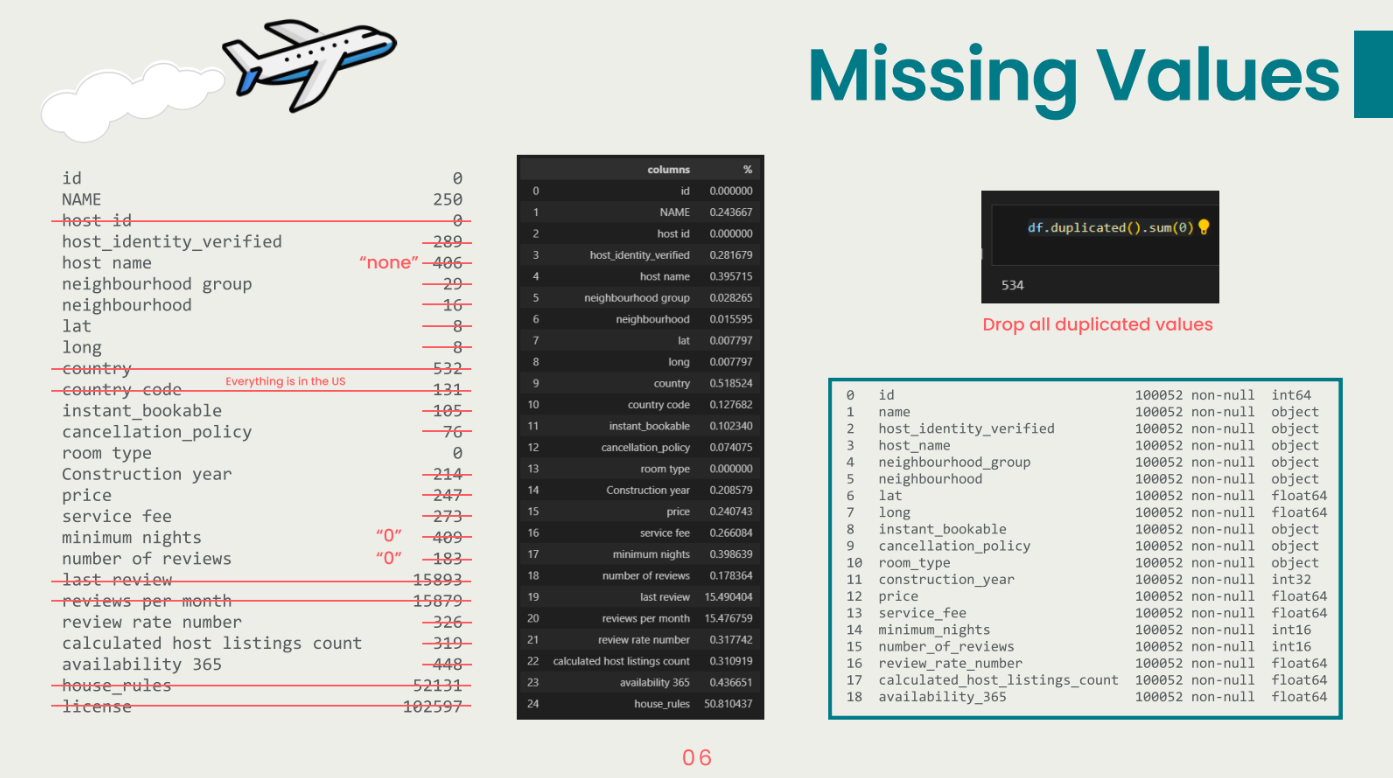 Missing Values
id 0
NAME 250
host id 0
host_identity_verified 289
host name “none” 406
neighbourhood group 29
neighbourhood 16
lat 8
long 8
country 532
Everything is in the US
country code 131
instant_bookable 105
cancellation_policy 76
room type 0
Construction year 214
price 247
service fee 273
minimum nights “0” 409
number of reviews “0” 183
last review 15893
reviews per month 15879
review rate number 326
calculated host listings count 319
availability 365 448
house_rules 52131
license 102597
columns %
0 id 0.000000
1 NAME 0.243667
2 host id 0.000000
3 host_identity_verified 0.281679
4 host name 0.395715
5 neighbourhood group 0.028265
6 neighbourhood 0.015595
7 lat 0.007797
8 long 0.007797
9 country 0.518524
10 country code 0.127682
11 instant_bookable 0.102340
12 cancellation_policy 0.074075
13 room type 0.000000
14 Construction year 0.208579
15 price 0.240743
16 service fee 0.266084
17 minimum nights 0.398639
18 number of reviews 0.178364
19 last review 15.490404
20 reviews per month 15.476759
21 review rate number 0.317742
22 calculated host listings count 0.310919
23 availability 365 0.436651
24 house_rules 50.810437
df.duplicated().sum(0)
534
Drop all duplicated values
0 id 100052 non-null int64
1 name 100052 non-null object
2 host_identity_verified 100052 non-null object
3 host_name 100052 non-null object
4 neighbourhood_group 100052 non-null object
5 neighbourhood 100052 non-null object
6 lat 100052 non-null float64
7 long 100052 non-null float64
8 instant_bookable 100052 non-null object
9 cancellation_policy 100052 non-null object
10 room_type 100052 non-null object
11 construction_year 100052 non-null int32
12 price 100052 non-null float64
13 service_fee 100052 non-null float64
14 minimum_nights 100052 non-null int16
15 number_of_reviews 100052 non-null int16
16 review_rate_number 100052 non-null float64
17 calculated_host_listings_count 100052 non-null float64
18 availability_365 100052 non-null float64
06